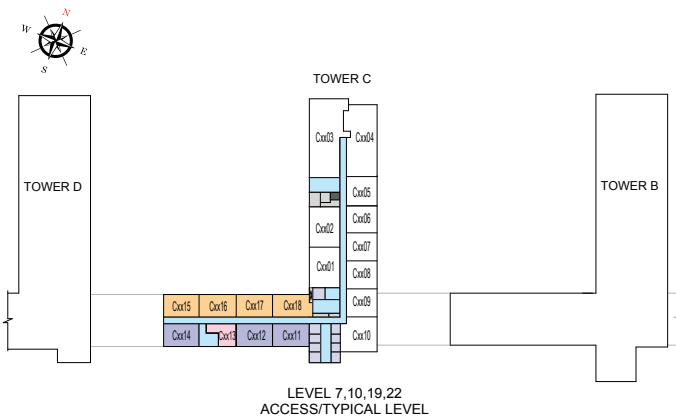 N
W
E
S
TOWER C
TOWER D
TOWER B
Cxx03
Cxx04
Cxx05
Cxx02
Cxx06
Cxx07
Cxx01
Cxx08
Cxx09
Cxx15 Cxx16 Cxx17 Cxx18
Cxx14 Cxx13 Cxx12 Cxx11 Cxx10
LEVEL 7,10,19,22
ACCESS/TYPICAL LEVEL